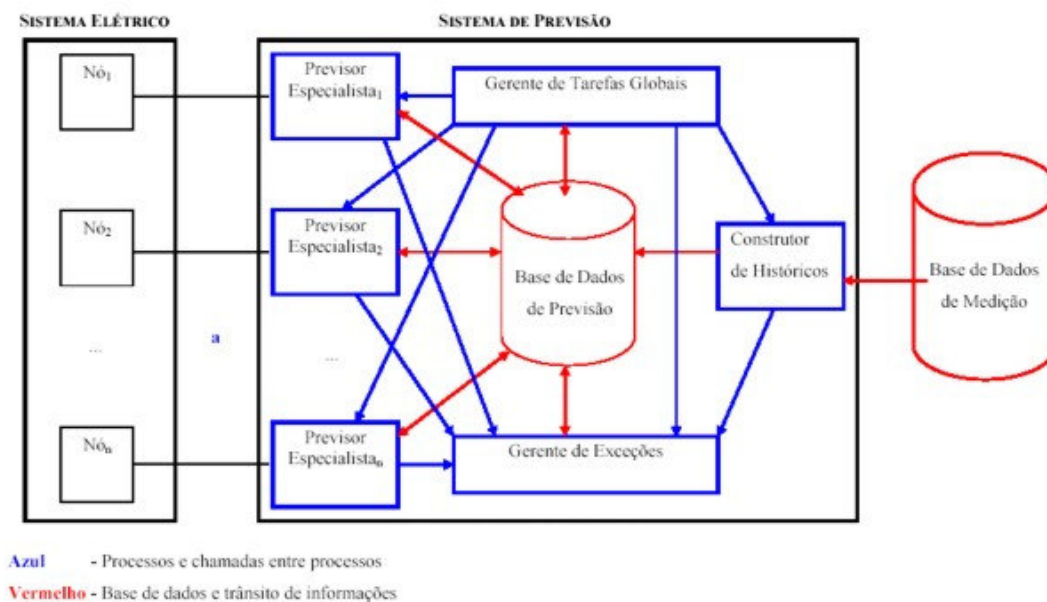 SISTEMA ELÉTRICO
SISTEMA DE PREVISÃO
Nó1
Previsor
Especialista1
Gerente de Tarefas Globais
Nó2
Previsor
Especialista2
Base de Dados
de Previsão
Construtor
de Históricos
Base de Dados
de Medição
...
a
...
Nón
Previsor
Especialistan
Gerente de Exceções
Azul - Processos e chamadas entre processos
Vermelho - Base de dados e trânsito de informações